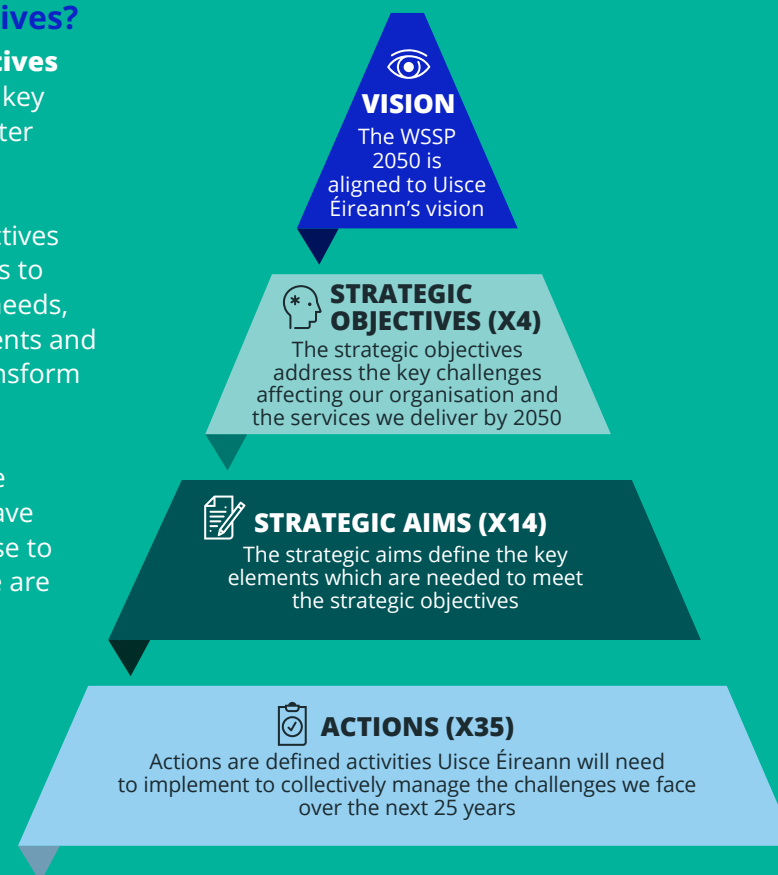 ives?
tives
key
ter
ctives
s to
needs,
ents and
nsform
e
ave
se to
e are
VISION
The WSSP
2050 is
aligned to Uisce
Éireann’s vision
STRATEGIC
OBJECTIVES (X4)
The strategic objectives
address the key challenges
affecting our organisation and
the services we deliver by 2050
STRATEGIC AIMS (X14)
The strategic aims define the key
elements which are needed to meet
the strategic objectives
ACTIONS (X35)
Actions are defined activities Uisce Éireann will need
to implement to collectively manage the challenges we face
over the next 25 years